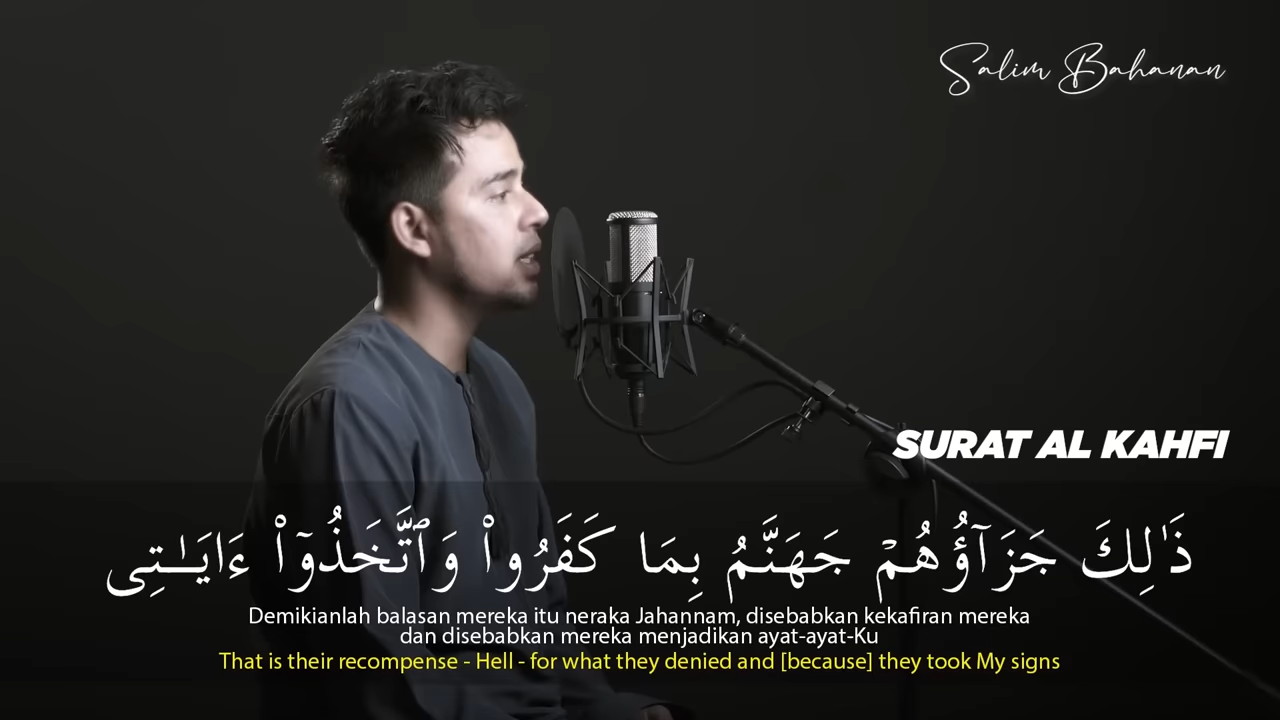 Salim Bahanan
SURAT AL KAHFI
ذَٰلِكَ جَزَآؤُهُمْ جَهَنَّمُ بِمَا كَفَرُوا۟ وَٱتَّخَذُوٓا۟ ءَايَـٰتِى
Demikianlah balasan mereka itu neraka Jahannam, disebabkan kekafiran mereka
dan disebabkan mereka menjadikan ayat-ayat-Ku
That is their recompense - Hell - for what they denied and [because] they took My signs